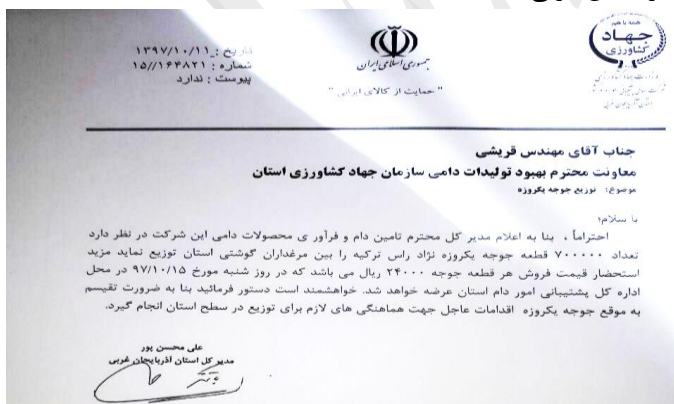 همه با هم
جهاد
کشاورزی
جمهوری اسلامی ایران
" حمایت از کالای ایرانی "
تاریخ : ۱۳۹۷/۱۰/۱۱
شماره : ۱۵//۱۶۴۸۲۱
پیوست : ندارد
جناب آقای مهندس قریشی
معاونت محترم بهبود تولیدات دامی سازمان جهاد کشاورزی استان
موضوع: توزیع جوجه یکروزه
با سلام؛
احتراماً ، بنا به اعلام مدیر کل محترم تامین دام و فرآور ی محصولات دامی این شرکت در نظر دارد
تعداد ۷۰۰۰۰۰ قطعه جوجه یکروزه نژاد راس ترکیه را بین مرغداران گوشتی استان توزیع نماید مزید
استحضار قیمت فروش هر قطعه جوجه ۲۴۰۰۰ ریال می باشد که در روز شنبه مورخ ۹۷/۱۰/۱۵ در محل
اداره کل پشتیبانی امور دام استان عرضه خواهد شد. خواهشمند است دستور فرمائید بنا به ضرورت تقسیم
به موقع جوجه یکروزه اقدامات عاجل جهت هماهنگی های لازم برای توزیع در سطح استان انجام گیرد.
علی محسن پور
مدیر کل استان آذربایجان غربی